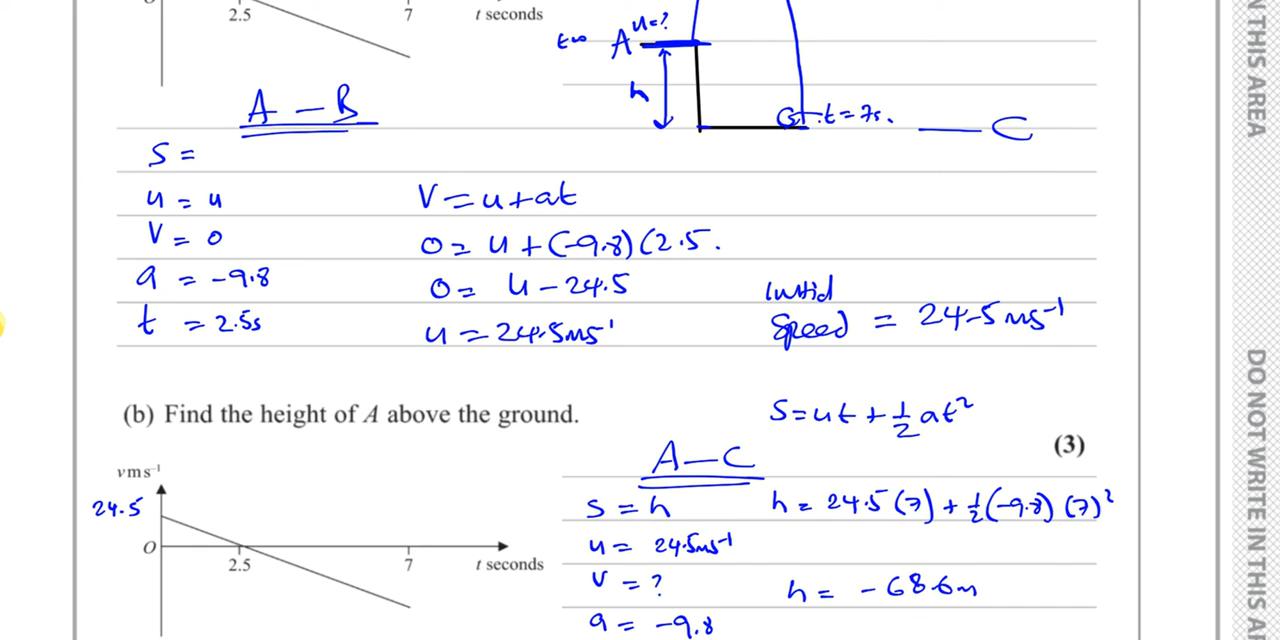 2.5 7 t seconds
t=0 A u=?
h
t=7s. C
A – B
S =
u = u
V = 0
a = -9.8
t = 2.5s
V = u + at
0 = u + (-9.8)(2.5.
0 = u - 24.5
u = 24.5ms⁻¹
Initial
Speed = 24.5 ms⁻¹
(b) Find the height of A above the ground.
(3)
S = ut + ½at²
v m s⁻¹
24.5
O 2.5 7 t seconds
A – C
S = h
u = 24.5ms⁻¹
v = ?
a = -9.8
h = 24.5(7) + ½(-9.8)(7)²
h = -68.6m
N THIS AREA
DO NOT WRITE IN THIS A